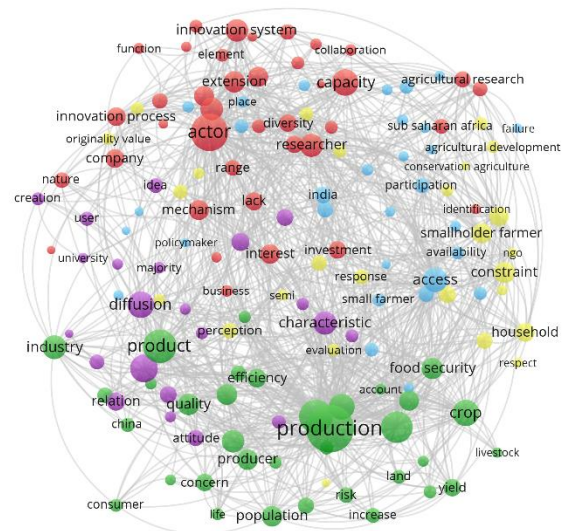 innovation system
function
element
collaboration
extension
capacity
agricultural research
place
innovation process
originality value
actor
diversity
sub saharan africa
failure
researcher
agricultural development
company
range
conservation agriculture
nature
idea
india
participation
creation
user
mechanism
lack
identification
smallholder farmer
policymaker
university
majority
interest
investment
availability
ngo
response
access
constraint
business
semi
small farmer
diffusion
characteristic
household
perception
industry
product
evaluation
food security
respect
efficiency
account
relation
quality
crop
china
production
attitude
producer
livestock
concern
land
yield
risk
consumer
life
population
increase